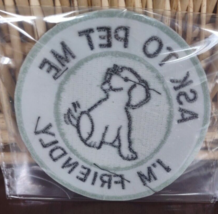 ASK TO PET ME
I'M FRIENDLY